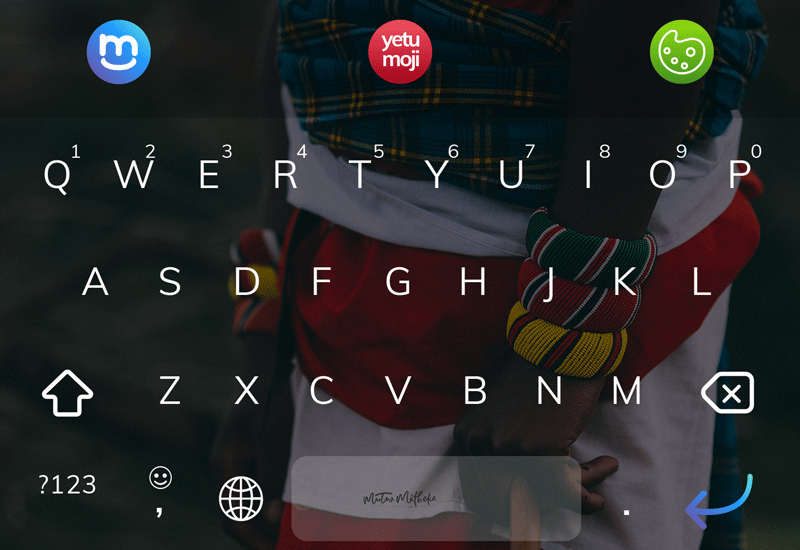 m
yetu
moji
1 2 3 4 5 6 7 8 9 0
Q W E R T Y U I O P
A S D F G H J K L
Z X C V B N M
?123 , .
Mutua Matheka